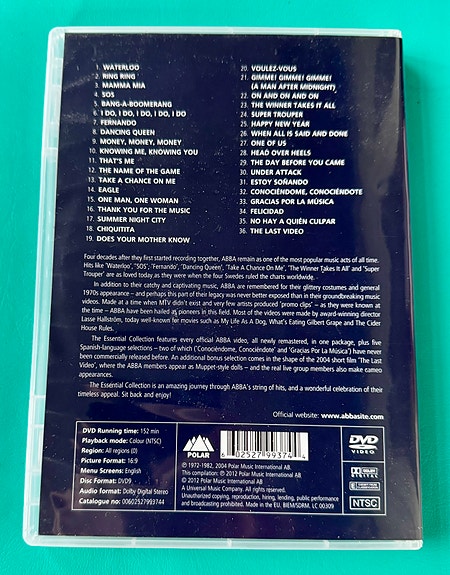 1. WATERLOO
2. RING RING
3. MAMMA MIA
4. SOS
5. BANG-A-BOOMERANG
6. I DO, I DO, I DO, I DO, I DO
7. FERNANDO
8. DANCING QUEEN
9. MONEY, MONEY, MONEY
10. KNOWING ME, KNOWING YOU
11. THAT'S ME
12. THE NAME OF THE GAME
13. TAKE A CHANCE ON ME
14. EAGLE
15. ONE MAN, ONE WOMAN
16. THANK YOU FOR THE MUSIC
17. SUMMER NIGHT CITY
18. CHIQUITITA
19. DOES YOUR MOTHER KNOW
20. VOULEZ-VOUS
21. GIMME! GIMME! GIMME!
(A MAN AFTER MIDNIGHT)
22. ON AND ON AND ON
23. THE WINNER TAKES IT ALL
24. SUPER TROUPER
25. HAPPY NEW YEAR
26. WHEN ALL IS SAID AND DONE
27. ONE OF US
28. HEAD OVER HEELS
29. THE DAY BEFORE YOU CAME
30. UNDER ATTACK
31. ESTOY SOÑANDO
32. CONOCIÉNDOME, CONOCIÉNDOTE
33. GRACIAS POR LA MÚSICA
34. FELICIDAD
35. NO HAY A QUIÉN CULPAR
36. THE LAST VIDEO
Four decades after they first started recording together, ABBA remain as one of the most popular music acts of all time.
Hits like 'Waterloo', 'SOS', 'Fernando', 'Dancing Queen', 'Take a Chance On Me', 'The Winner Takes It All' and 'Super
Trouper' are as loved today as they were when the four Swedes ruled the charts worldwide.
In addition to their catchy and captivating music, ABBA are remembered for their glittery costumes and general
1970s appearance – and perhaps this part of their legacy was never better exposed than in their groundbreaking music
videos. Made at a time when MTV didn't exist and very few artists produced "promo clips" – as they were known at
the time – ABBA have been hailed as pioneers in this field. Most of the videos were made by award-winning director
Lasse Hallström, today well-known for movies such as My Life As A Dog, What's Eating Gilbert Grape and The Cider
House Rules.
The Essential Collection features every official ABBA video, all newly remastered, in one package, plus five
Spanish-language selections – two of which ('Conociéndome, Conociéndote' and 'Gracias Por La Música') have never
been commercially released before. An additional bonus selection comes in the shape of the 2004 short film 'The Last
Video', where the ABBA members appear as Muppet-style dolls – and the real live group members also make cameo
appearances.
The Essential Collection is an amazing journey through ABBA's string of hits, and a wonderful celebration of their
timeless appeal. Sit back and enjoy!
Official website: www.abbasite.com
DVD Running time: 152 min
Playback mode: Colour (NTSC)
Region: All regions (0)
Picture Format: 16:9
Menu Screens: English
Disc Format: DVD9
Audio format: Dolby Digital Stereo
Catalogue no: 00602527993744
POLAR
6 02527 99374 4
℗ 1972-1982, 2004 Polar Music International AB.
℗ 2012 Polar Music International AB.
© 2012 Polar Music International AB.
A Universal Music Company. All rights reserved.
Unauthorized copying, reproduction, hiring, lending, public performance
and broadcasting prohibited. Made in the EU. BIEM/SDRM. LC 00309
DVD
VIDEO
DOLBY
DIGITAL
NTSC